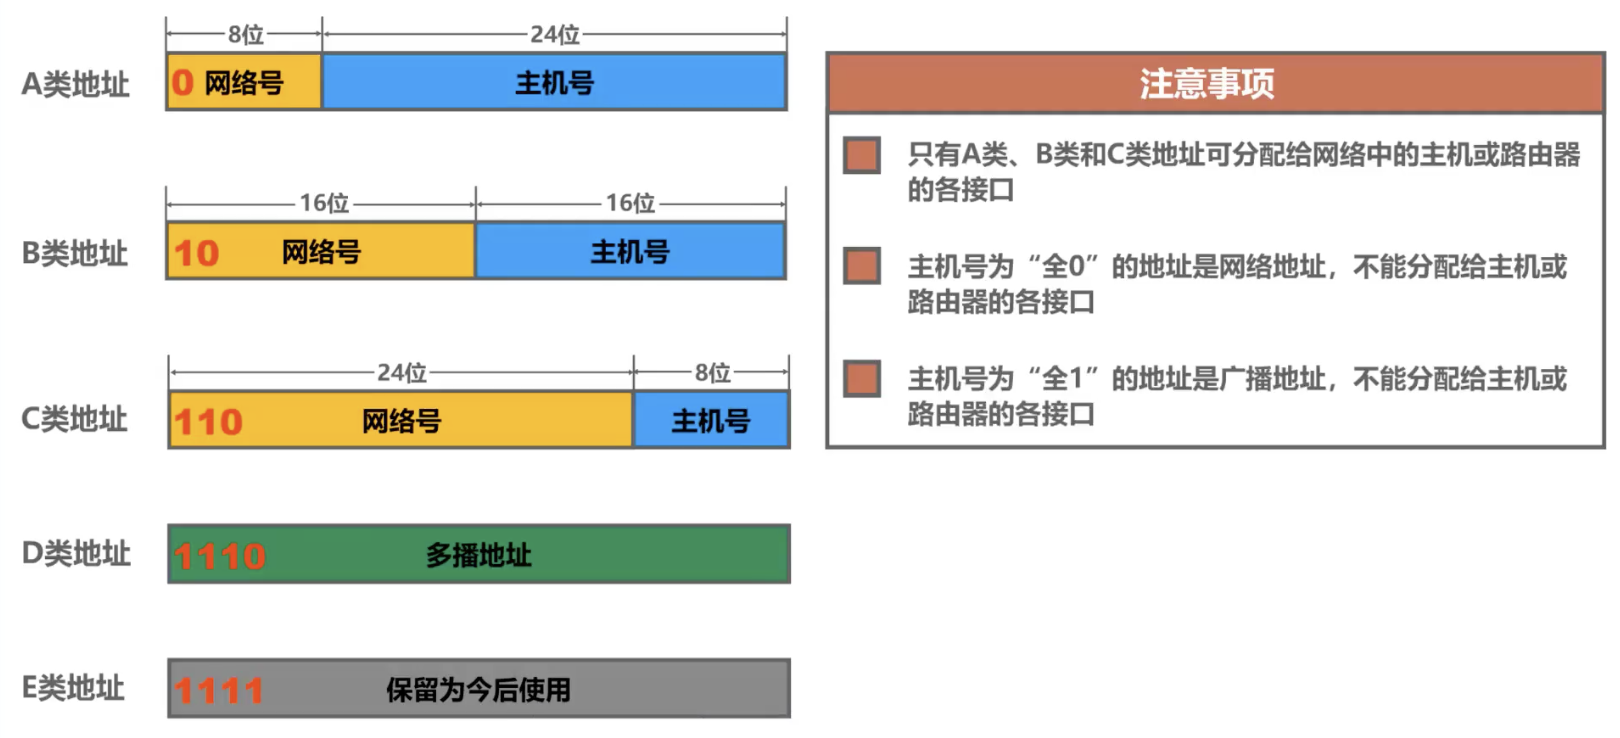 8位
24位
A类地址
0 网络号
主机号
16位
16位
B类地址
10 网络号
主机号
24位
8位
C类地址
110 网络号
主机号
D类地址
1110 多播地址
E类地址
1111 保留为今后使用
注意事项
只有A类、B类和C类地址可分配给网络中的主机或路由器
的各接口
主机号为“全0”的地址是网络地址，不能分配给主机或
路由器的各接口
主机号为“全1”的地址是广播地址，不能分配给主机或
路由器的各接口